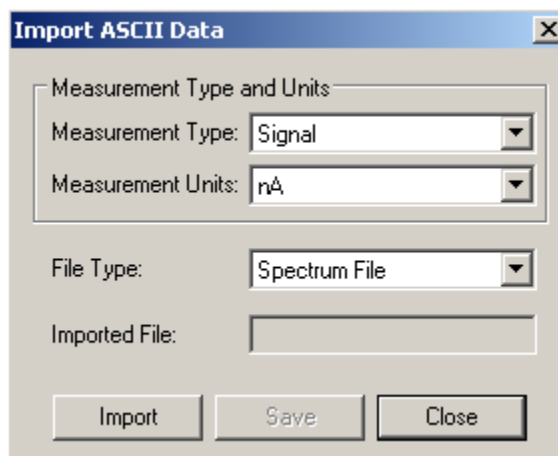 Import ASCII Data
Measurement Type and Units
Measurement Type: Signal
Measurement Units: nA
File Type: Spectrum File
Imported File:
Import Save Close